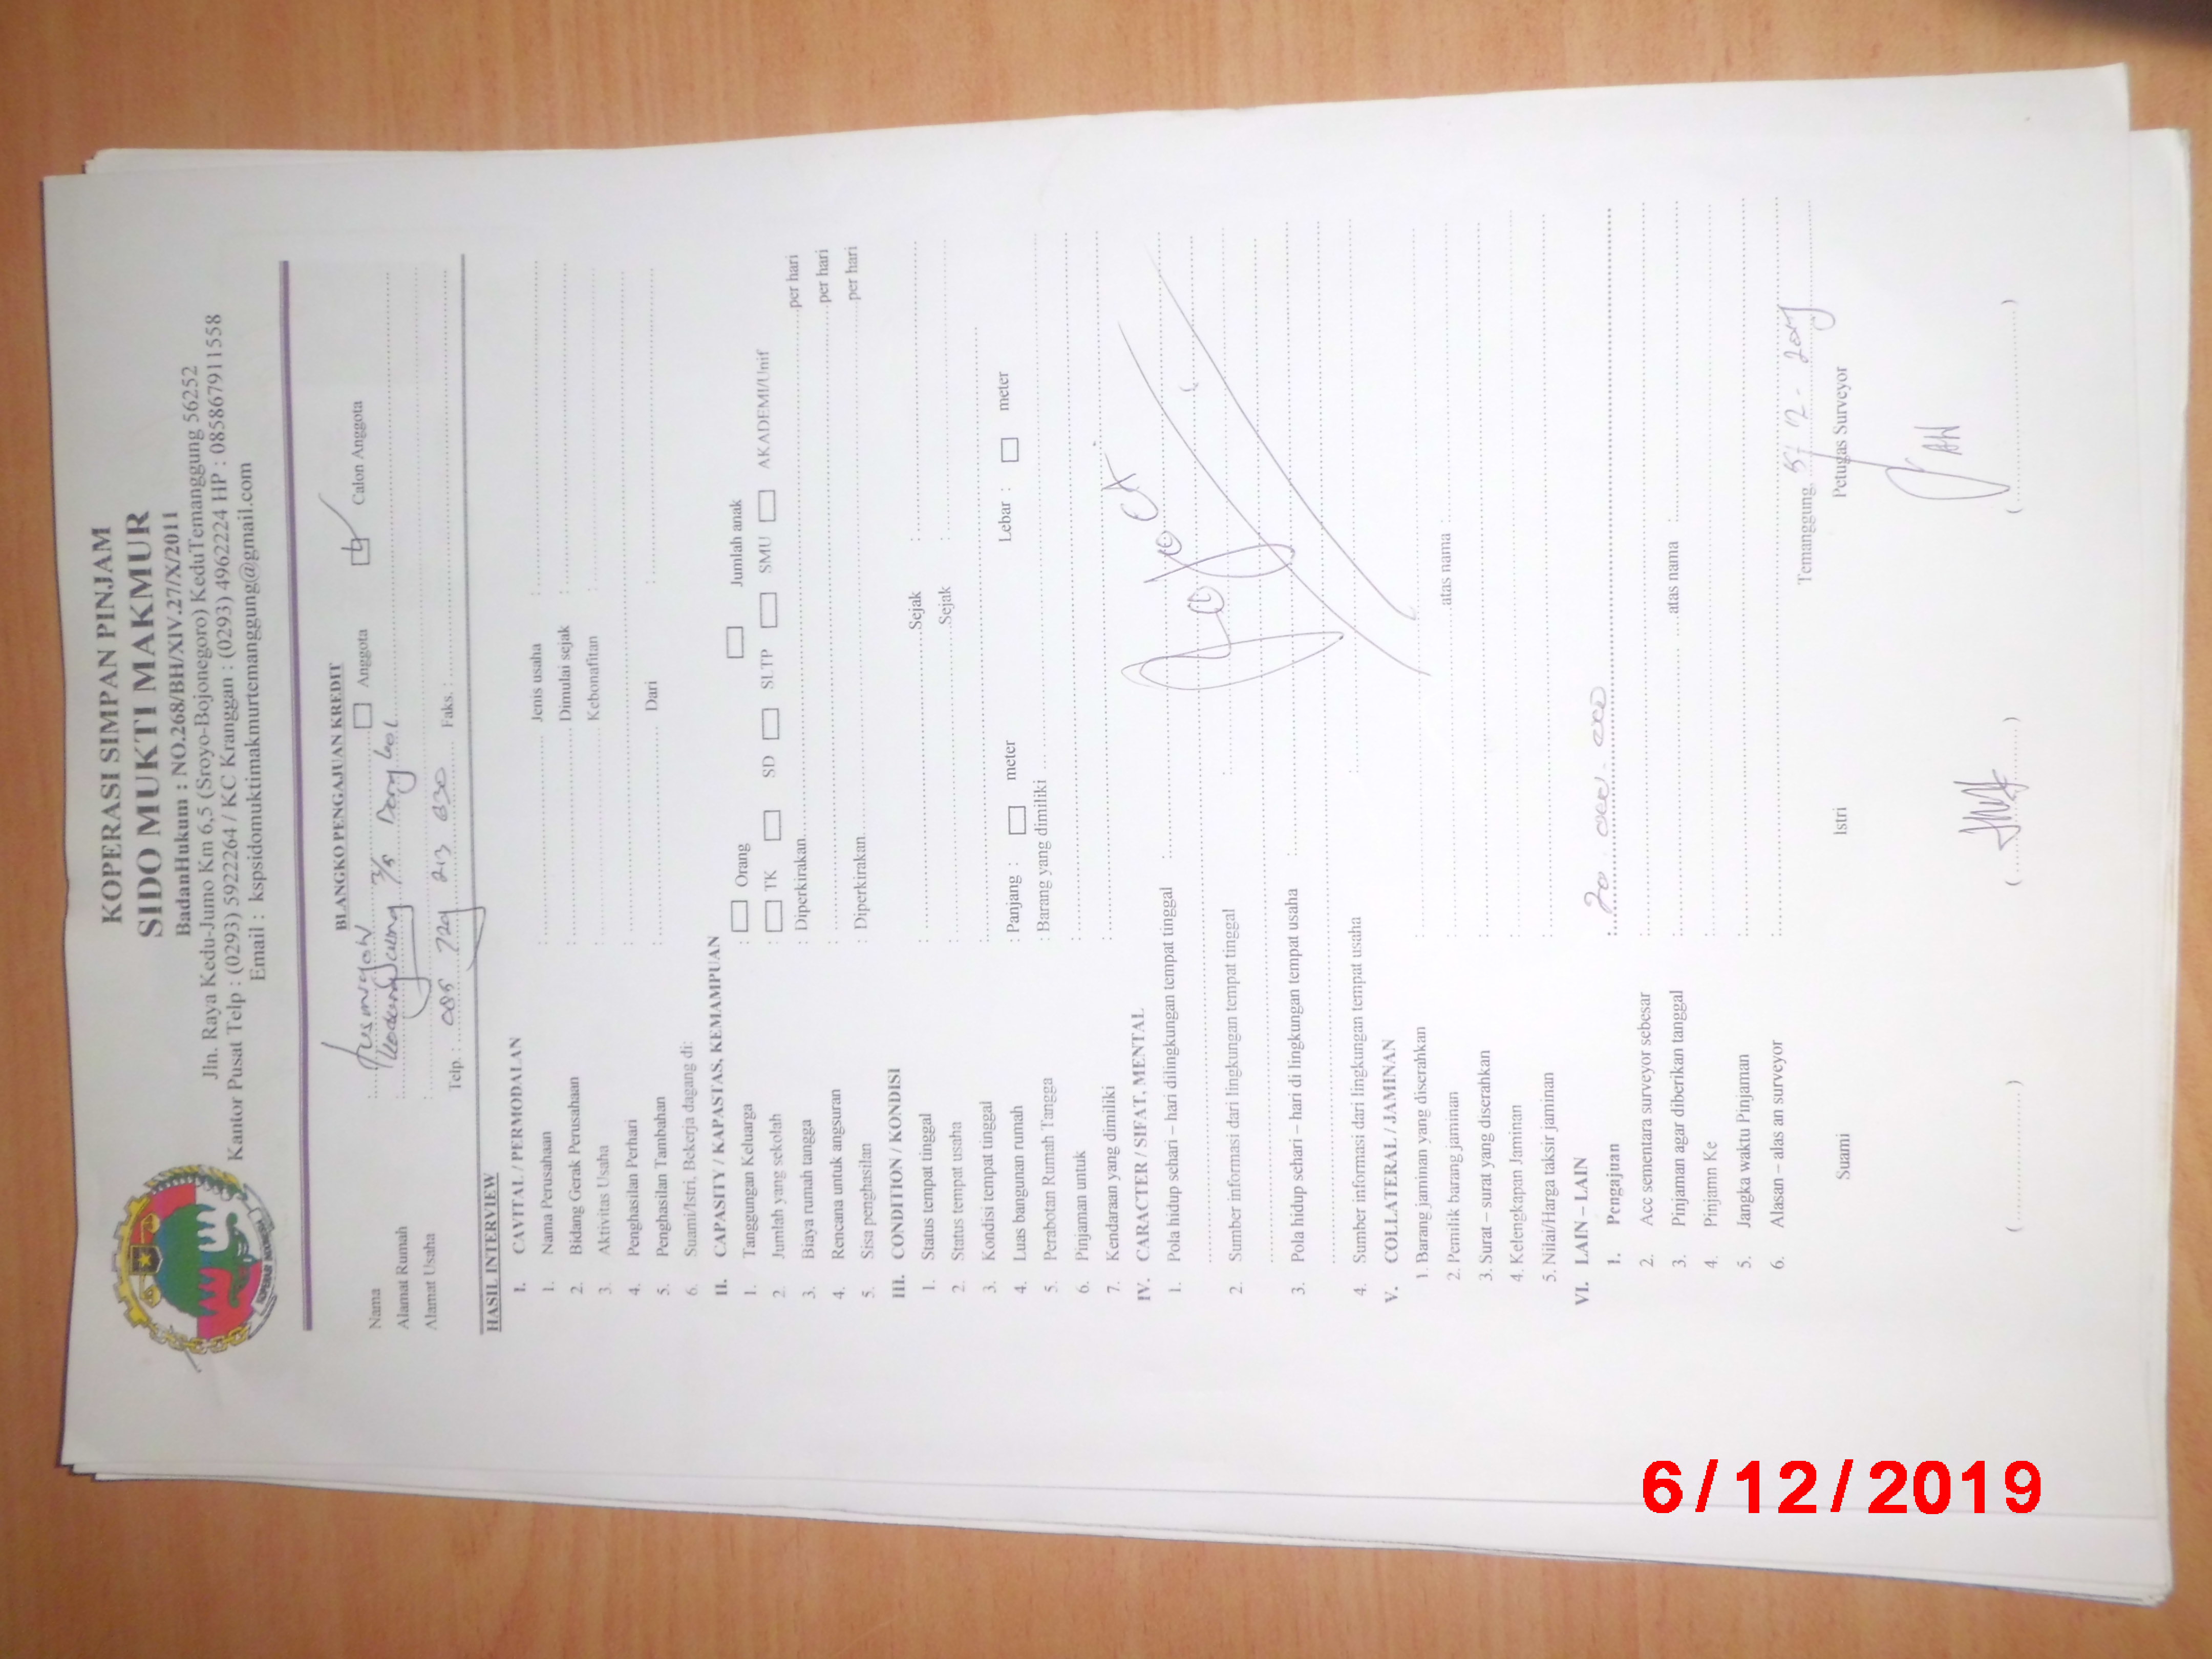 KOPERASI SIMPAN PINJAM
SIDO MUKTI MAKMUR
BadanHukum : NO.268/BH/XIV.27/X/2011
Jln. Raya Kedu-Jumo Km 6,5 (Sroyo-Bojonegoro) KeduTemanggung 56252
Kantor Pusat Telp : (0293) 5922264 / KC Kranggan : (0293) 4962224 HP : 085867911558
Email : kspsidomuktimakmurtemanggung@gmail.com
KOPERASI INDONESIA
BLANGKO PENGAJUAN KREDIT
Nama : Anggota Calon Anggota
Alamat Rumah :
Alamat Usaha :
Telp. : 085 729 213 630 Faks. :
HASIL INTERVIEW
I. CAVITAL / PERMODALAN
1. Nama Perusahaan : Jenis usaha :
2. Bidang Gerak Perusahaan : Dimulai sejak :
3. Aktivitas Usaha : Kebonafitan :
4. Penghasilan Perhari :
5. Penghasilan Tambahan : Dari :
6. Suami/Istri, Bekerja dagang di:
II. CAPASITY / KAPASTAS, KEMAMPUAN
1. Tanggungan Keluarga : Orang Jumlah anak
2. Jumlah yang sekolah : TK SD SLTP SMU AKADEMI/Unif
3. Biaya rumah tangga : Diperkirakan per hari
4. Rencana untuk angsuran : per hari
5. Sisa penghasilan : Diperkirakan per hari
III. CONDITION / KONDISI
1. Status tempat tinggal : Sejak :
2. Status tempat usaha : Sejak :
3. Kondisi tempat tinggal :
4. Luas bangunan rumah : Panjang : meter Lebar : meter
5. Perabotan Rumah Tangga : Barang yang dimiliki
6. Pinjaman untuk :
7. Kendaraan yang dimiliki :
IV. CARACTER / SIFAT, MENTAL
1. Pola hidup sehari – hari dilingkungan tempat tinggal :
2. Sumber informasi dari lingkungan tempat tinggal :
3. Pola hidup sehari – hari di lingkungan tempat usaha :
4. Sumber informasi dari lingkungan tempat usaha :
V. COLLATERAL / JAMINAN
1. Barang jaminan yang diserahkan :
2. Pemilik barang jaminan : atas nama :
3. Surat – surat yang diserahkan :
4. Kelengkapan Jaminan :
5. Nilai/Harga taksir jaminan :
VI. LAIN – LAIN
1. Pengajuan : 20.000.000
2. Acc sementara surveyor sebesar :
3. Pinjaman agar diberikan tanggal : atas nama :
4. Pinjamn Ke :
5. Jangka waktu Pinjaman :
6. Alasan – alas an surveyor :
Temanggung,
Suami Istri Petugas Surveyor
6/12/2019